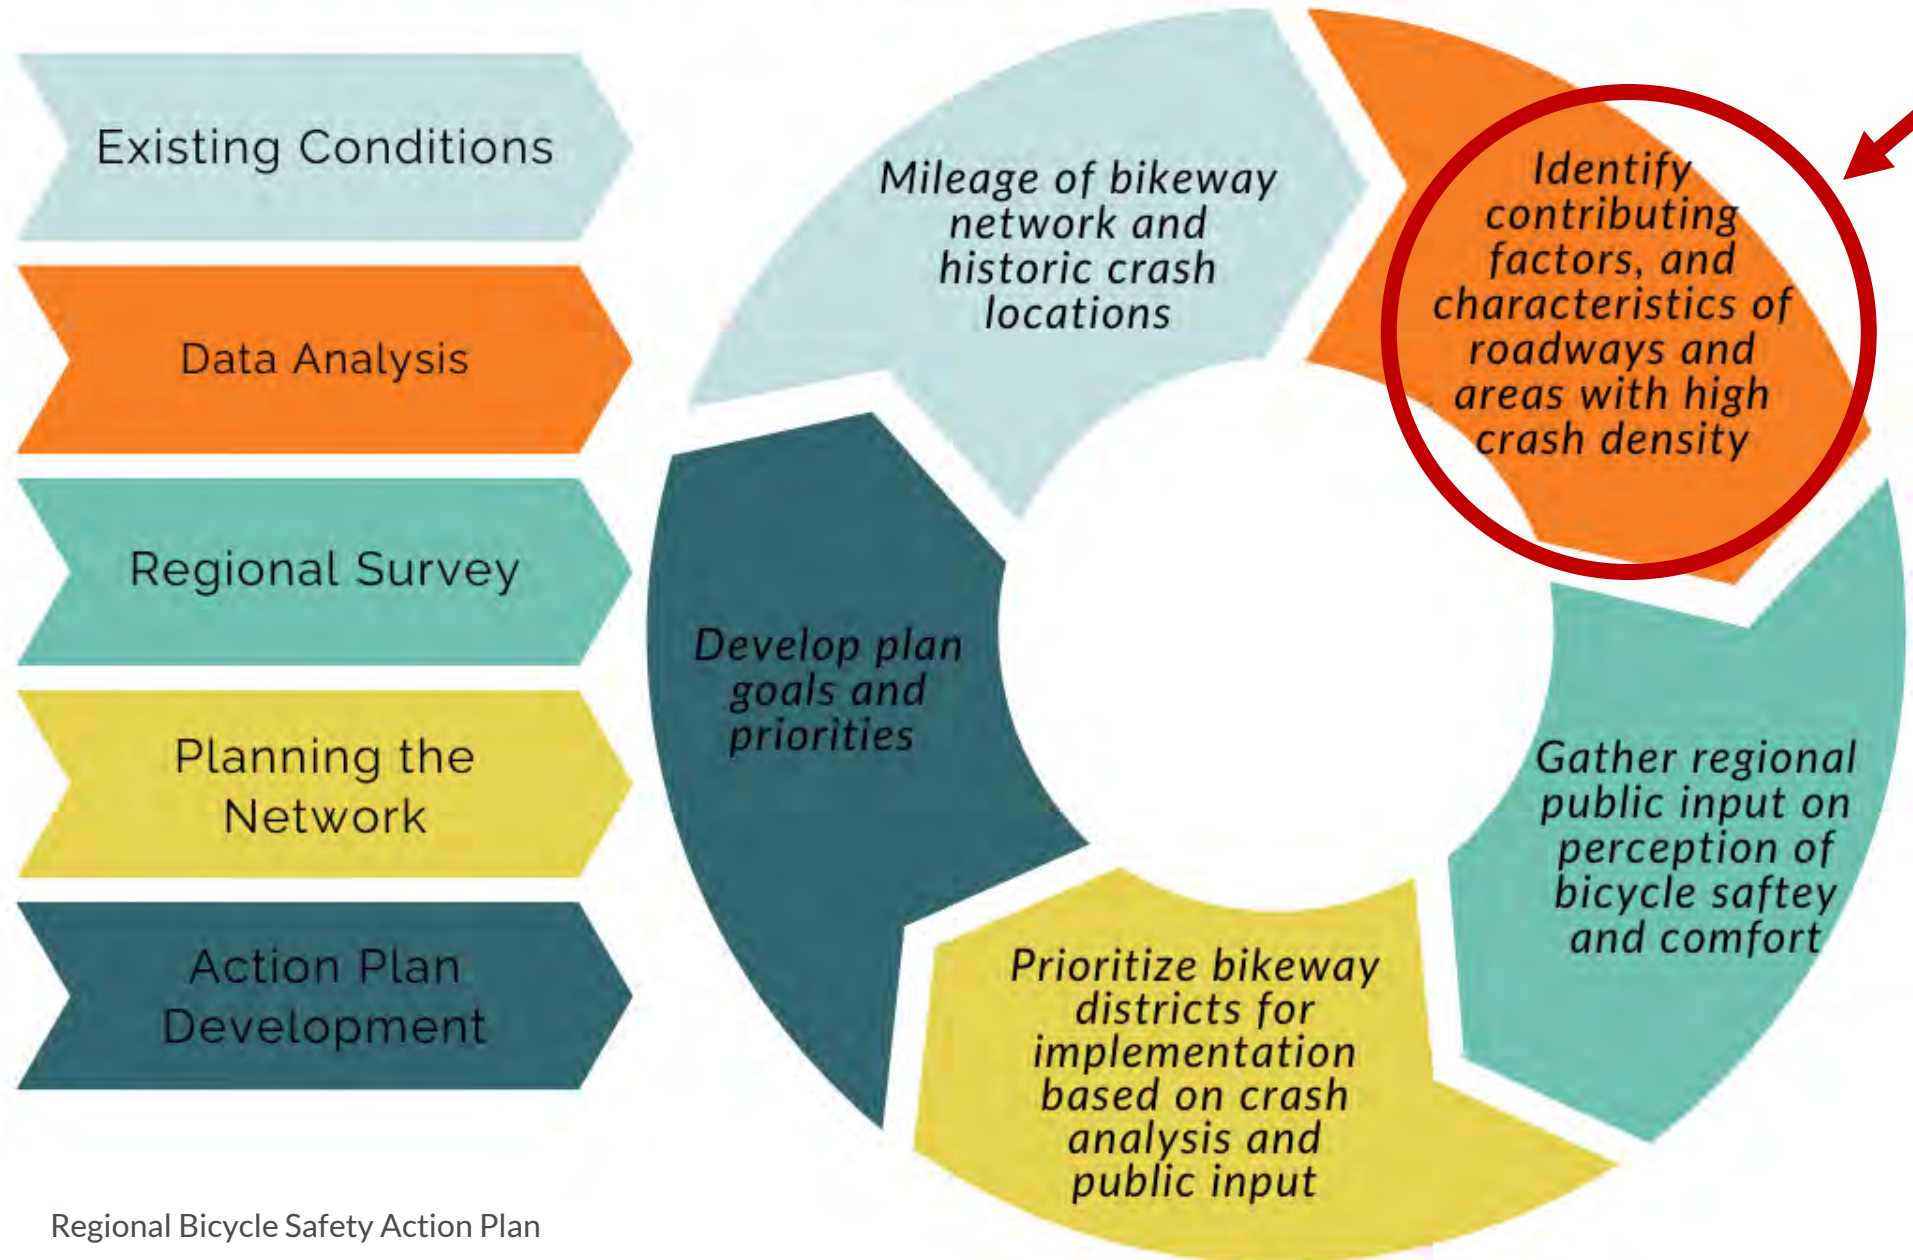 Existing Conditions
Data Analysis
Regional Survey
Planning the
Network
Action Plan
Development
Mileage of bikeway
network and
historic crash
locations
Identify
contributing
factors, and
characteristics of
roadways and
areas with high
crash density
Gather regional
public input on
perception of
bicycle saftey
and comfort
Prioritize bikeway
districts for
implementation
based on crash
analysis and
public input
Develop plan
goals and
priorities
Regional Bicycle Safety Action Plan